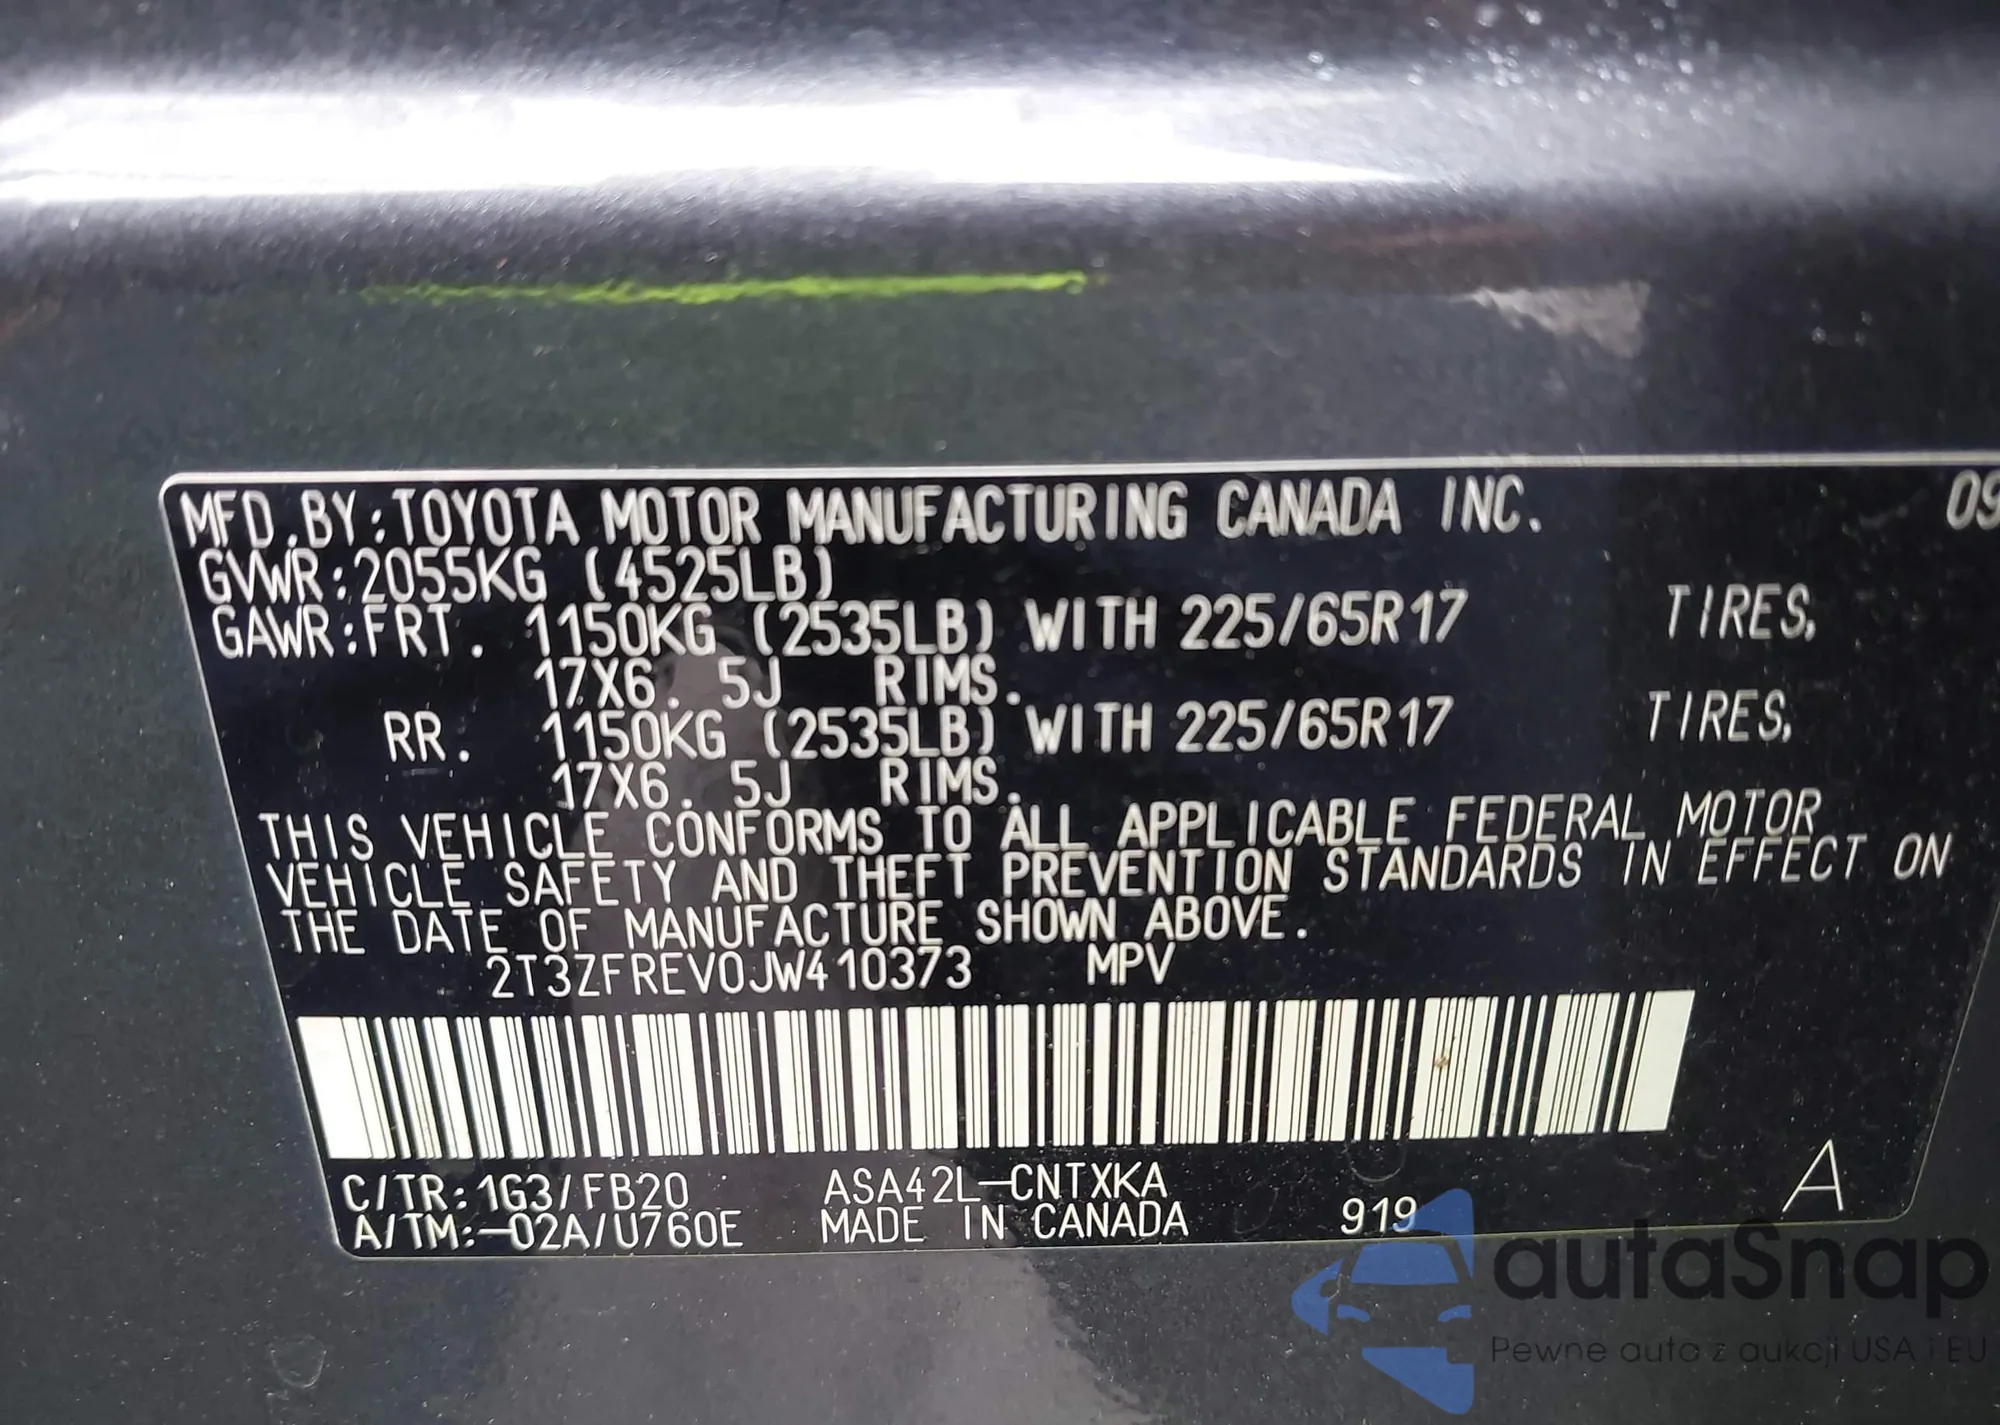 MFD.BY:TOYOTA MOTOR MANUFACTURING CANADA INC. 09
GVWR:2055KG (4525LB)
GAWR:FRT. 1150KG (2535LB) WITH 225/65R17 TIRES,
17X6.5J RIMS.
RR. 1150KG (2535LB) WITH 225/65R17 TIRES,
17X6.5J RIMS.
THIS VEHICLE CONFORMS TO ALL APPLICABLE FEDERAL MOTOR
VEHICLE SAFETY AND THEFT PREVENTION STANDARDS IN EFFECT ON
THE DATE OF MANUFACTURE SHOWN ABOVE.
2T3ZFREV0JW410373 MPV
C/TR:1G3/FB20 ASA42L-CNTXKA
A/TM:-02A/U760E MADE IN CANADA 919 A
autaSnap
Pewne auta z aukcji USA i EU